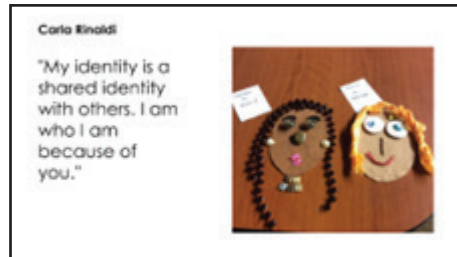 Carla Rinaldi
"My identity is a
shared identity
with others. I am
who I am
because of
you."